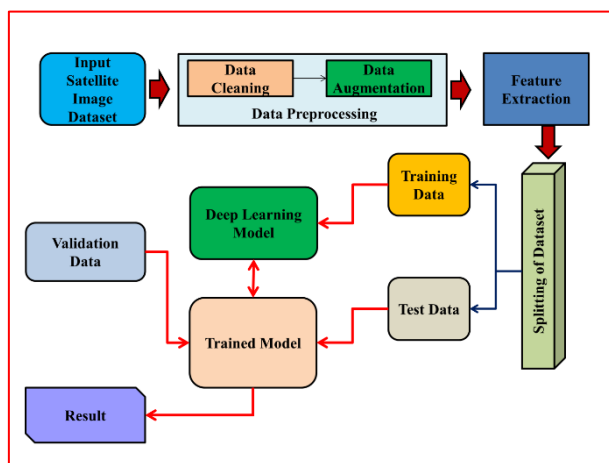 Input
Satellite
Image
Dataset
Data
Cleaning
Data
Augmentation
Data Preprocessing
Feature
Extraction
Splitting of Dataset
Training
Data
Deep Learning
Model
Validation
Data
Test Data
Trained Model
Result